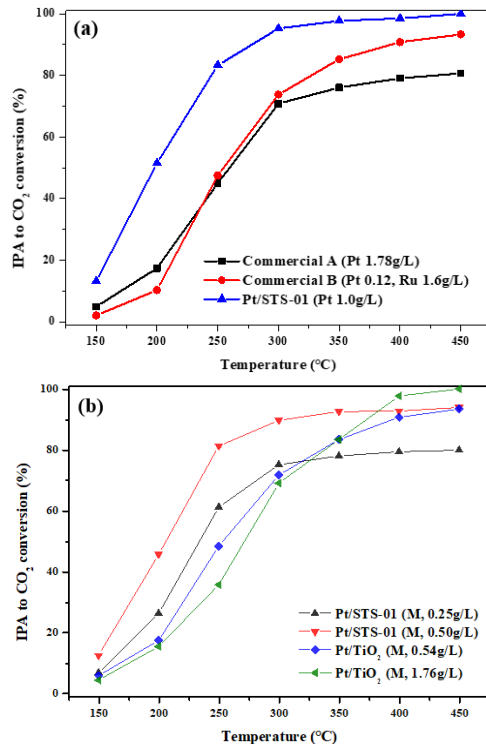 (a)
IPA to CO₂ conversion (%)
100
80
60
40
20
0
Commercial A (Pt 1.78g/L)
Commercial B (Pt 0.12, Ru 1.6g/L)
Pt/STS-01 (Pt 1.0g/L)
150 200 250 300 350 400 450
Temperature (°C)
(b)
IPA to CO₂ conversion (%)
100
80
60
40
20
0
Pt/STS-01 (M, 0.25g/L)
Pt/STS-01 (M, 0.50g/L)
Pt/TiO₂ (M, 0.54g/L)
Pt/TiO₂ (M, 1.76g/L)
150 200 250 300 350 400 450
Temperature (°C)